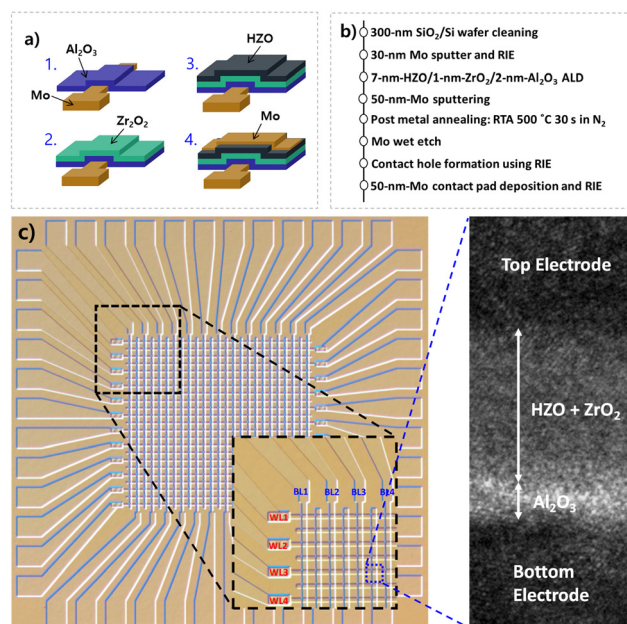 a)
1.
Al₂O₃
Mo
2.
Zr₂O₂
3.
HZO
4.
Mo
b)
300-nm SiO₂/Si wafer cleaning
30-nm Mo sputter and RIE
7-nm-HZO/1-nm-ZrO₂/2-nm-Al₂O₃ ALD
50-nm-Mo sputtering
Post metal annealing: RTA 500 ˚C 30 s in N₂
Mo wet etch
Contact hole formation using RIE
50-nm-Mo contact pad deposition and RIE
c)
BL1 BL2 BL3 BL4
WL1
WL2
WL3
WL4
Top Electrode
HZO + ZrO₂
Al₂O₃
Bottom
Electrode